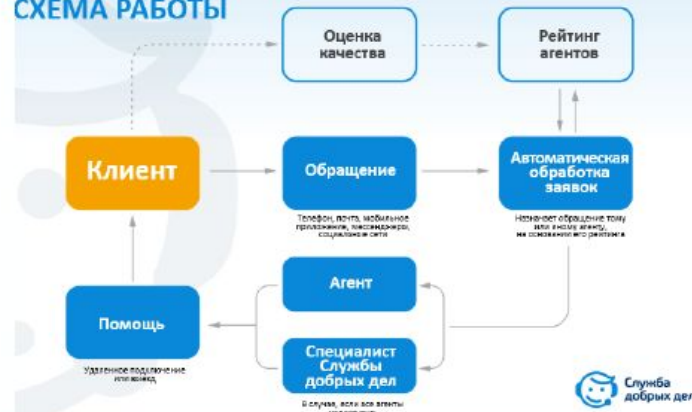 СХЕМА РАБОТЫ
Оценка
качества
Рейтинг
агентов
Клиент
Обращение
Автоматическая
обработка
заявок
Телефон, почта, мобильное
приложение, мессенджеры,
социальные сети
Назначает обращение тому
или иному агенту,
на основании его рейтинга
Агент
Помощь
Специалист
Службы
добрых дел
Удаленное подключение
или выезд
В случае, если все агенты
Служба
добрых дел